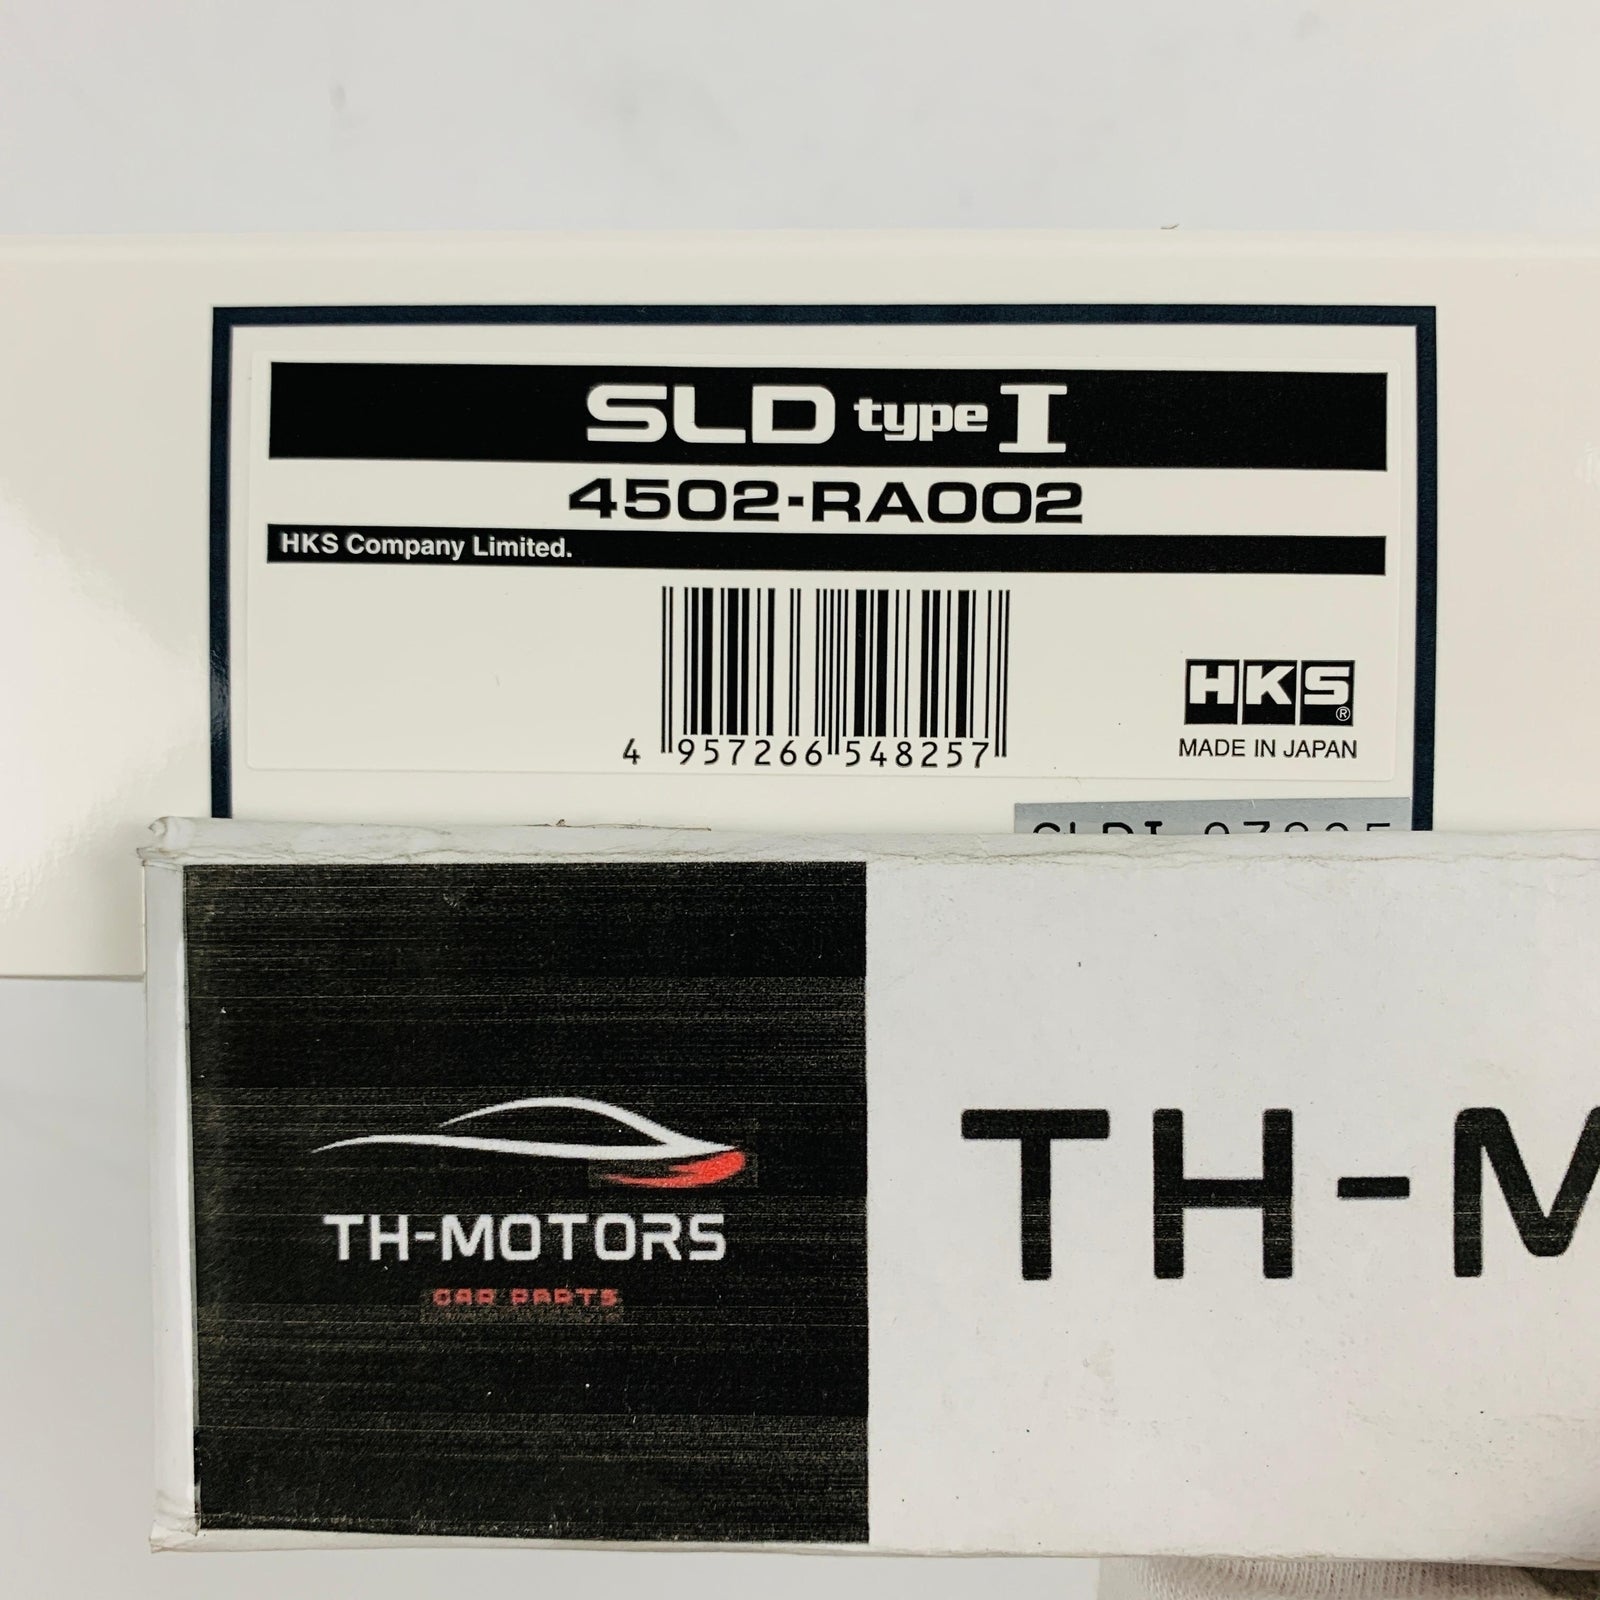 SLD type I
4502-RA002
HKS Company Limited.
4 957266 548257
HKS®
MADE IN JAPAN
TH-MOTORS
CAR PARTS
TH-M